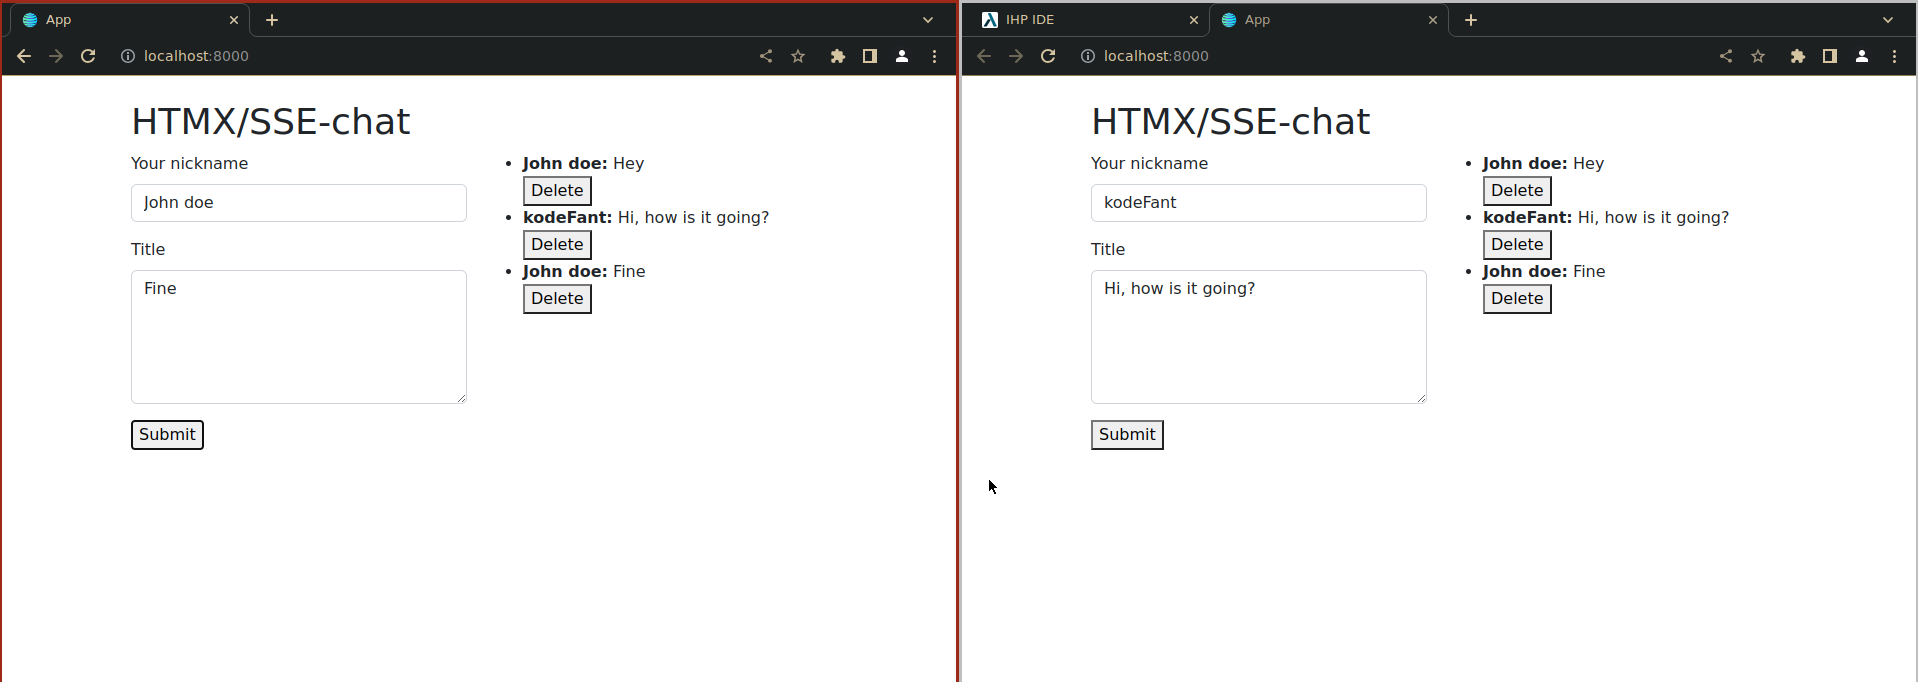 App
localhost:8000
HTMX/SSE-chat
Your nickname
John doe
Title
Fine
Submit
John doe: Hey
Delete
kodeFant: Hi, how is it going?
Delete
John doe: Fine
Delete
IHP IDE
App
localhost:8000
HTMX/SSE-chat
Your nickname
kodeFant
Title
Hi, how is it going?
Submit
John doe: Hey
Delete
kodeFant: Hi, how is it going?
Delete
John doe: Fine
Delete